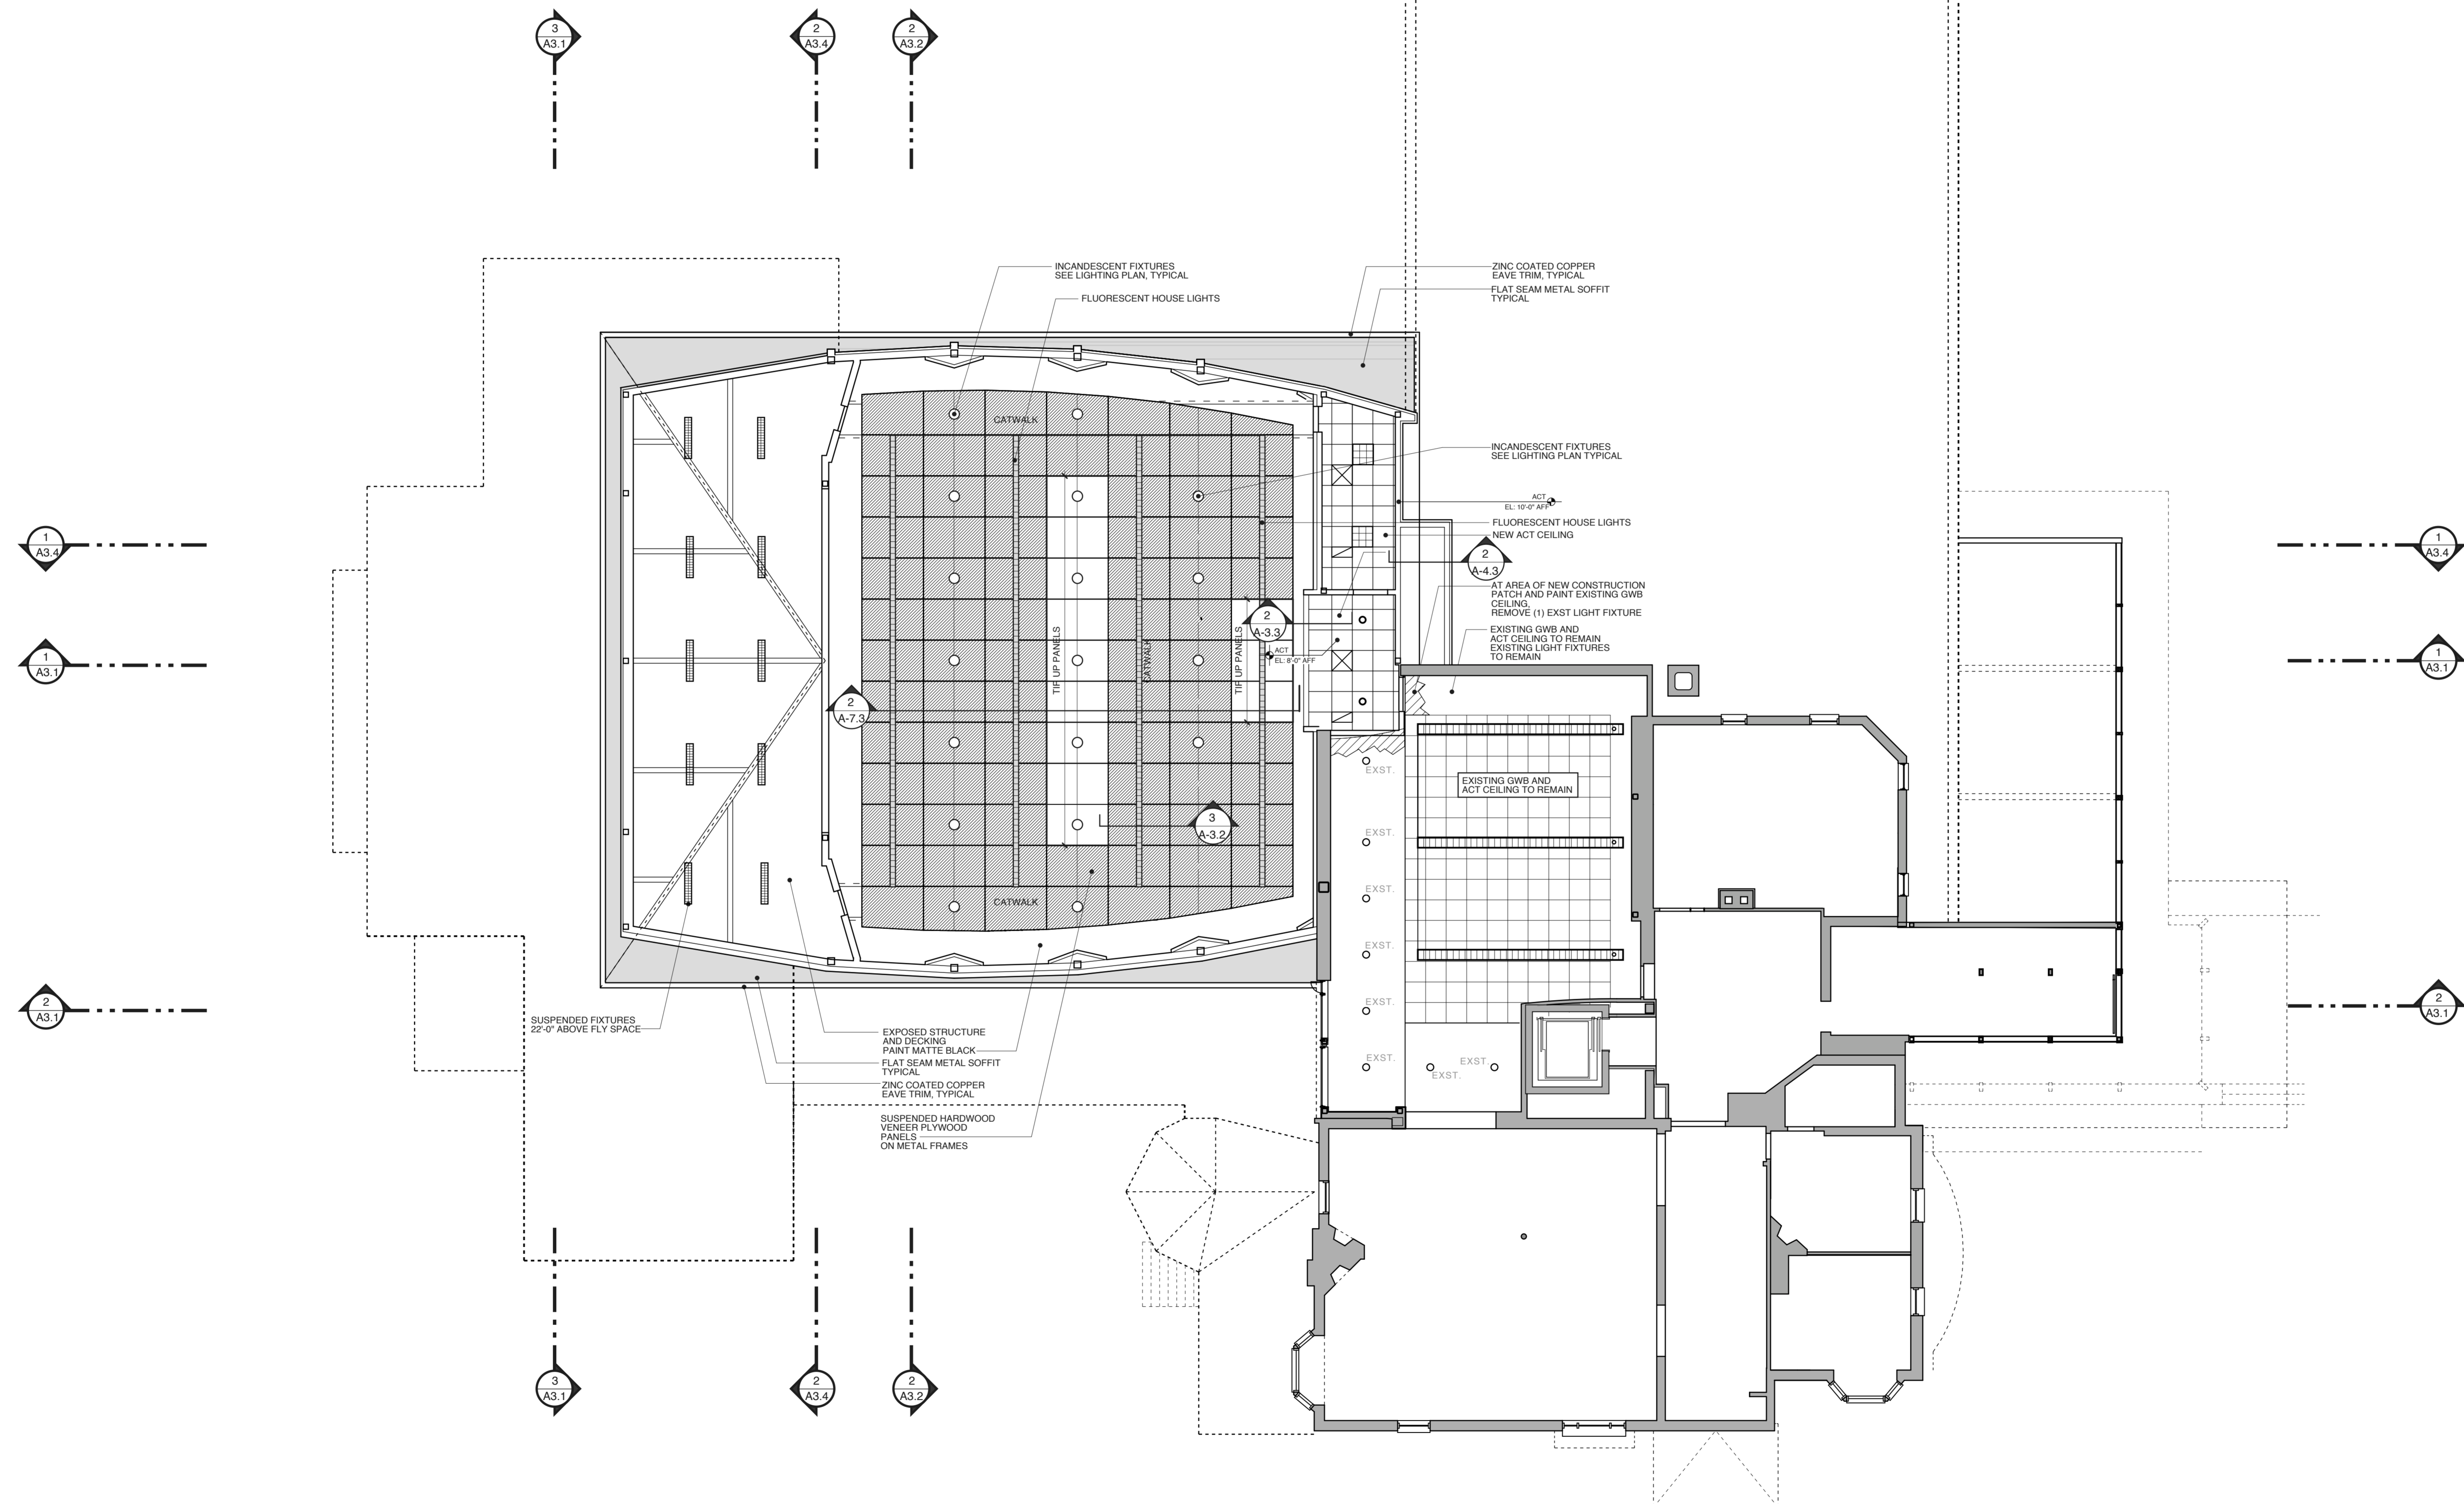 3
A3.1
2
A3.4
2
A3.2
INCANDESCENT FIXTURES
SEE LIGHTING PLAN, TYPICAL
FLUORESCENT HOUSE LIGHTS
ZINC COATED COPPER
EAVE TRIM, TYPICAL
FLAT SEAM METAL SOFFIT
TYPICAL
CATWALK
INCANDESCENT FIXTURES
SEE LIGHTING PLAN TYPICAL
ACT
EL: 10'-0" AFF
FLUORESCENT HOUSE LIGHTS
NEW ACT CEILING
1
A3.4
1
A3.4
2
A-4.3
AT AREA OF NEW CONSTRUCTION
PATCH AND PAINT EXISTING GWB
CEILING,
REMOVE (1) EXST LIGHT FIXTURE
2
A-3.3
EXISTING GWB AND
ACT CEILING TO REMAIN
EXISTING LIGHT FIXTURES
TO REMAIN
TIP UP PANELS
CATWALK
TIP UP PANELS
ACT
EL: 8'-0" AFF
1
A3.1
1
A3.1
2
A-7.3
EXST.
EXISTING GWB AND
ACT CEILING TO REMAIN
3
A-3.2
EXST.
EXST.
CATWALK
EXST.
EXST.
2
A3.1
2
A3.1
SUSPENDED FIXTURES
22'-0" ABOVE FLY SPACE
EXPOSED STRUCTURE
AND DECKING
PAINT MATTE BLACK
FLAT SEAM METAL SOFFIT
TYPICAL
ZINC COATED COPPER
EAVE TRIM, TYPICAL
EXST.
EXST.
EXST.
SUSPENDED HARDWOOD
VENEER PLYWOOD
PANELS
ON METAL FRAMES
3
A3.1
2
A3.4
2
A3.2